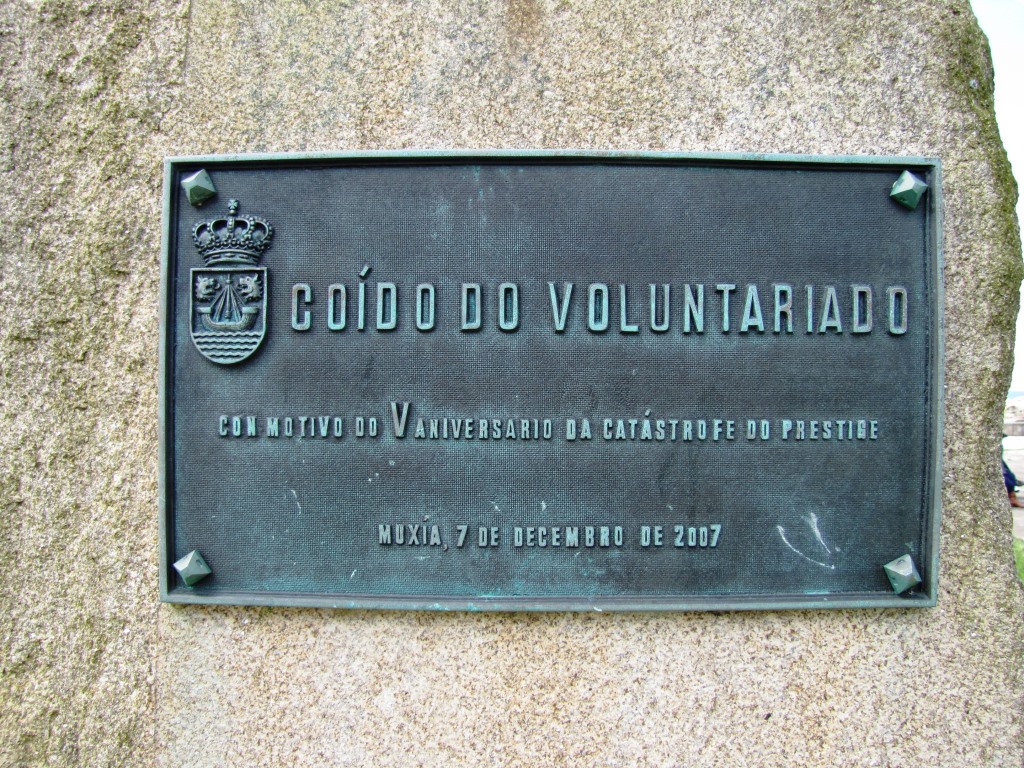 COÍDO DO VOLUNTARIADO
CON MOTIVO DO V ANIVERSARIO DA CATÁSTROFE DO PRESTIGE
MUXÍA, 7 DE DECEMBRO DE 2007